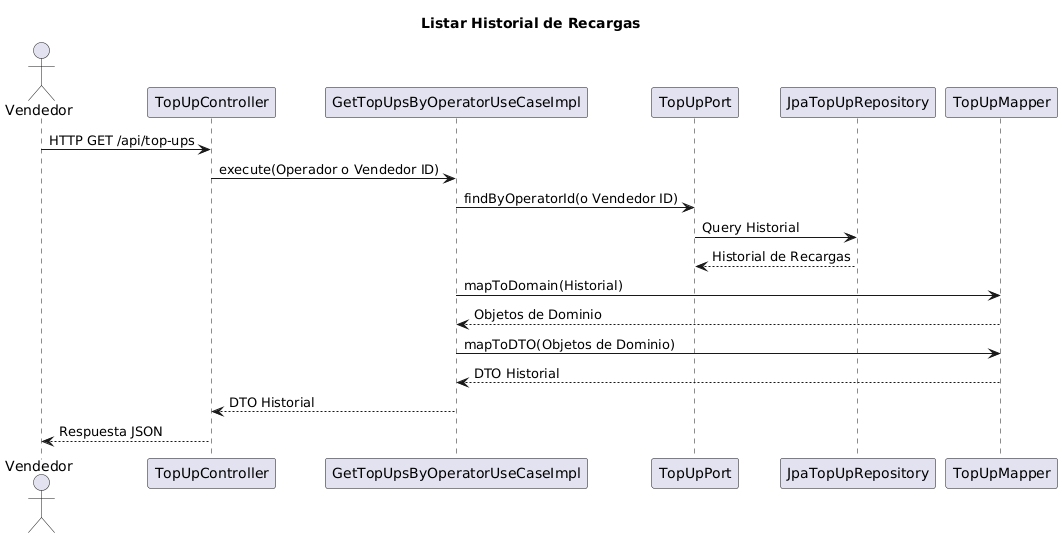 Listar Historial de Recargas
Vendedor
TopUpController
GetTopUpsByOperatorUseCaseImpl
TopUpPort
JpaTopUpRepository
TopUpMapper
HTTP GET /api/top-ups
execute(Operador o Vendedor ID)
findByOperatorId(o Vendedor ID)
Query Historial
Historial de Recargas
mapToDomain(Historial)
Objetos de Dominio
mapToDTO(Objetos de Dominio)
DTO Historial
DTO Historial
Respuesta JSON
Vendedor
TopUpController
GetTopUpsByOperatorUseCaseImpl
TopUpPort
JpaTopUpRepository
TopUpMapper